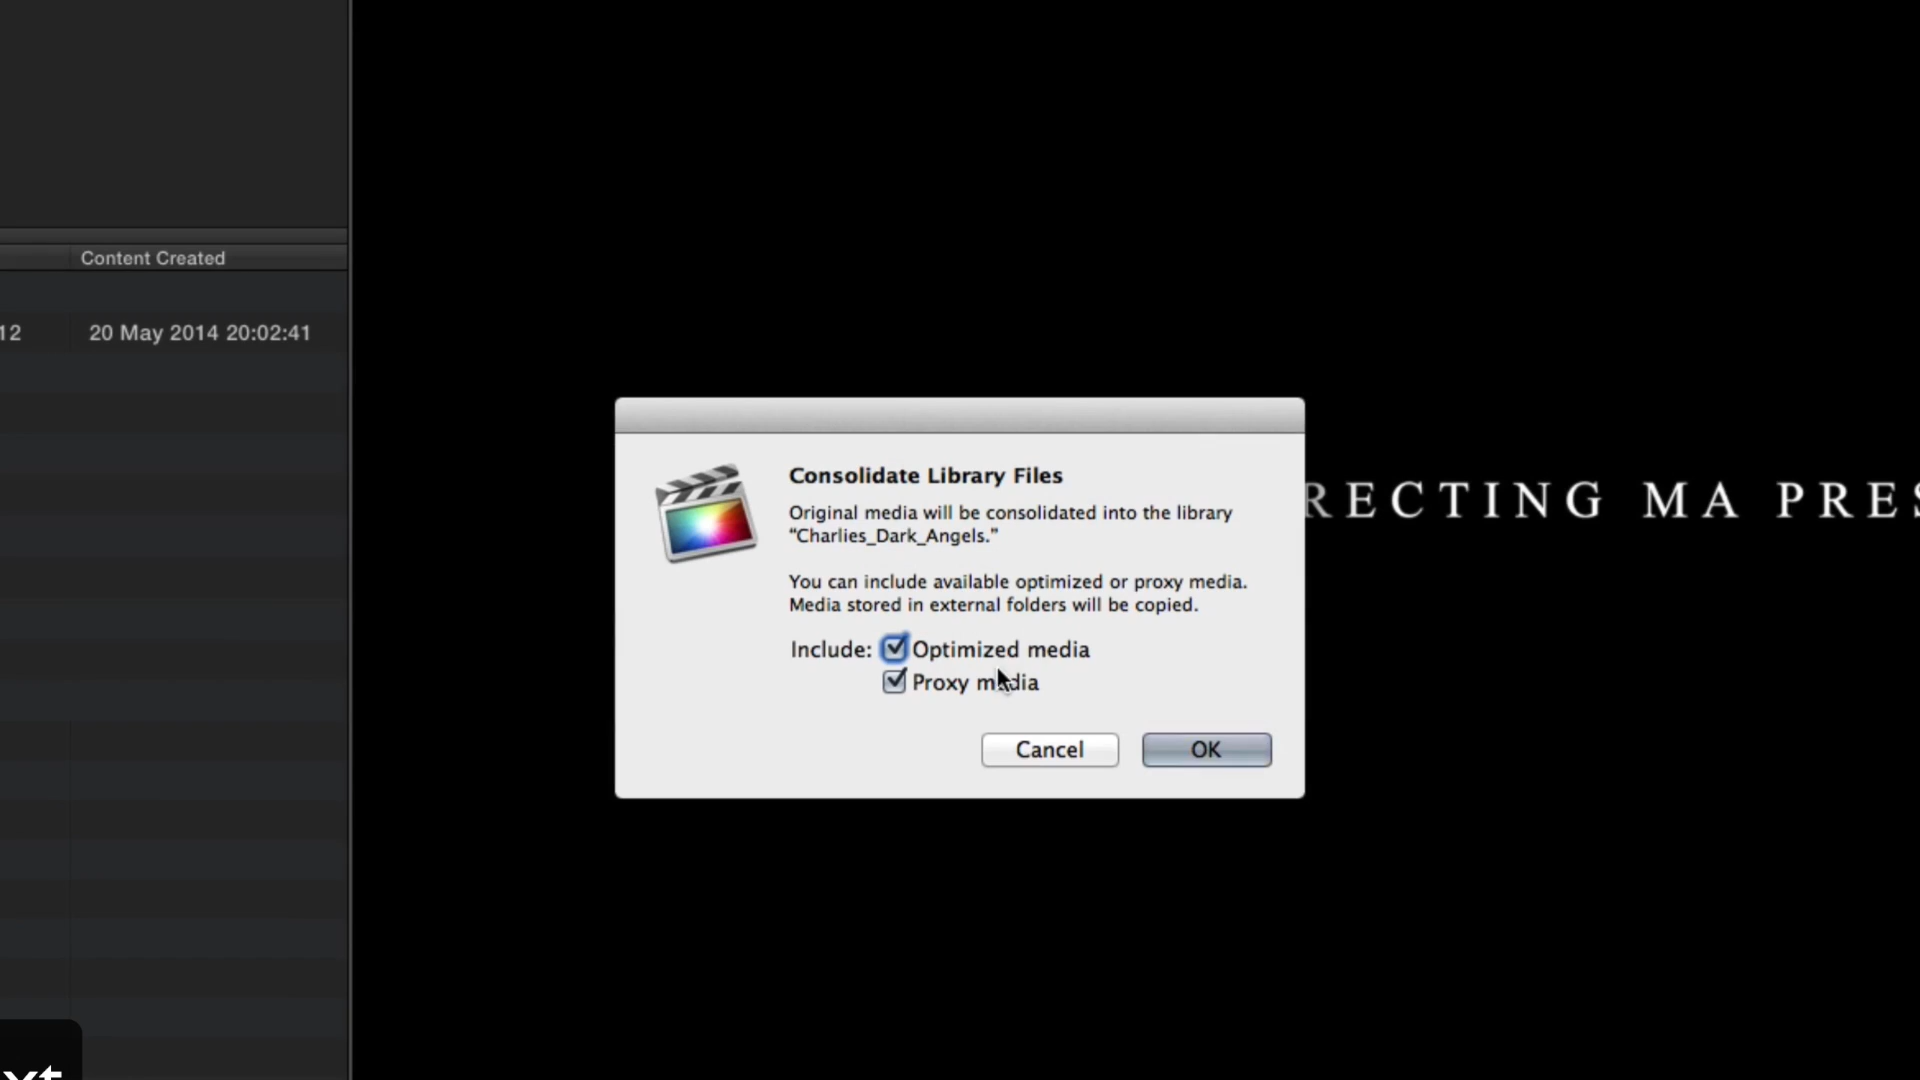 Content Created
12 20 May 2014 20:02:41
Consolidate Library Files
Original media will be consolidated into the library
“Charlies_Dark_Angels.”
RECTING MA PRES
You can include available optimized or proxy media.
Media stored in external folders will be copied.
Include: Optimized media
Proxy media
Cancel OK
xt